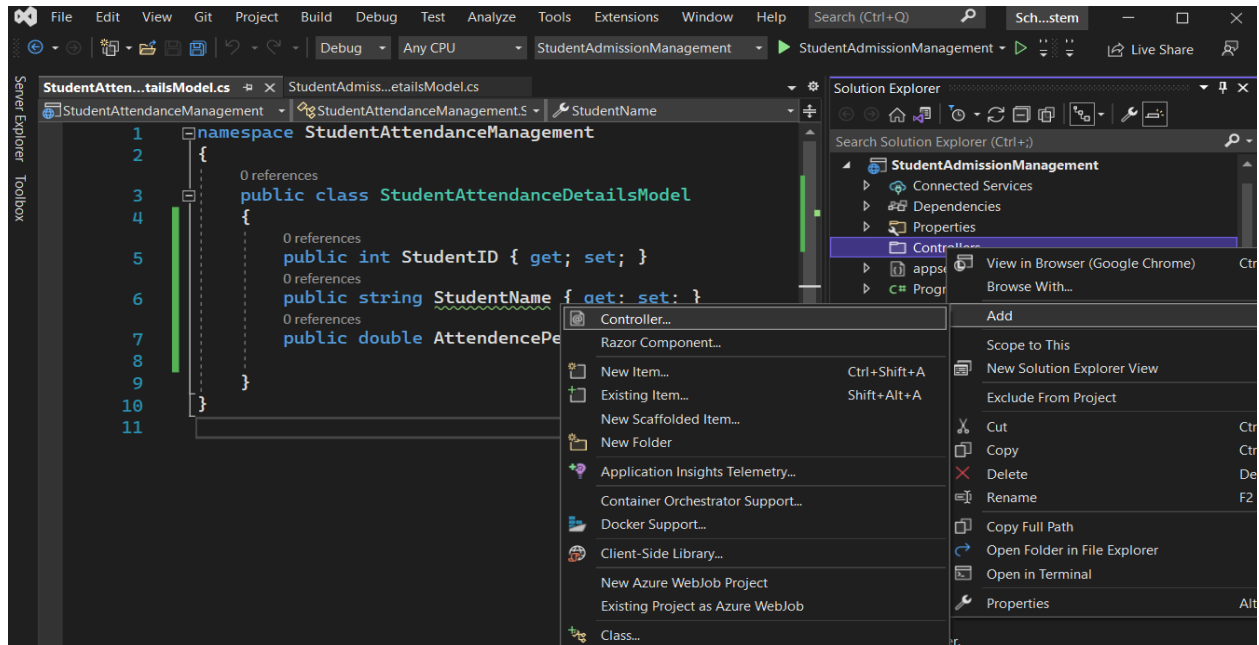 File Edit View Git Project Build Debug Test Analyze Tools Extensions Window Help Search (Ctrl+Q) Sch...stem
Debug Any CPU StudentAdmissionManagement StudentAdmissionManagement Live Share
Server Explorer
Toolbox
StudentAtten...tailsModel.cs StudentAdmiss...etailsModel.cs
StudentAttendanceManagement StudentAttendanceManagement.S StudentName
1 namespace StudentAttendanceManagement
2 {
0 references
3 public class StudentAttendanceDetailsModel
4 {
0 references
5 public int StudentID { get; set; }
0 references
6 public string StudentName { get; set; }
0 references
7 public double AttendencePe
8
9 }
10 }
11
Solution Explorer
Search Solution Explorer (Ctrl+;)
StudentAdmissionManagement
Connected Services
Dependencies
Properties
Controllers
apps
C# Progr
View in Browser (Google Chrome) Ctr
Browse With...
Add
Scope to This
New Solution Explorer View
Exclude From Project
Cut Ctr
Copy Ctr
Delete De
Rename F2
Copy Full Path
Open Folder in File Explorer
Open in Terminal
Properties Alt
Controller...
Razor Component...
New Item... Ctrl+Shift+A
Existing Item... Shift+Alt+A
New Scaffolded Item...
New Folder
Application Insights Telemetry...
Container Orchestrator Support...
Docker Support...
Client-Side Library...
New Azure WebJob Project
Existing Project as Azure WebJob
Class...